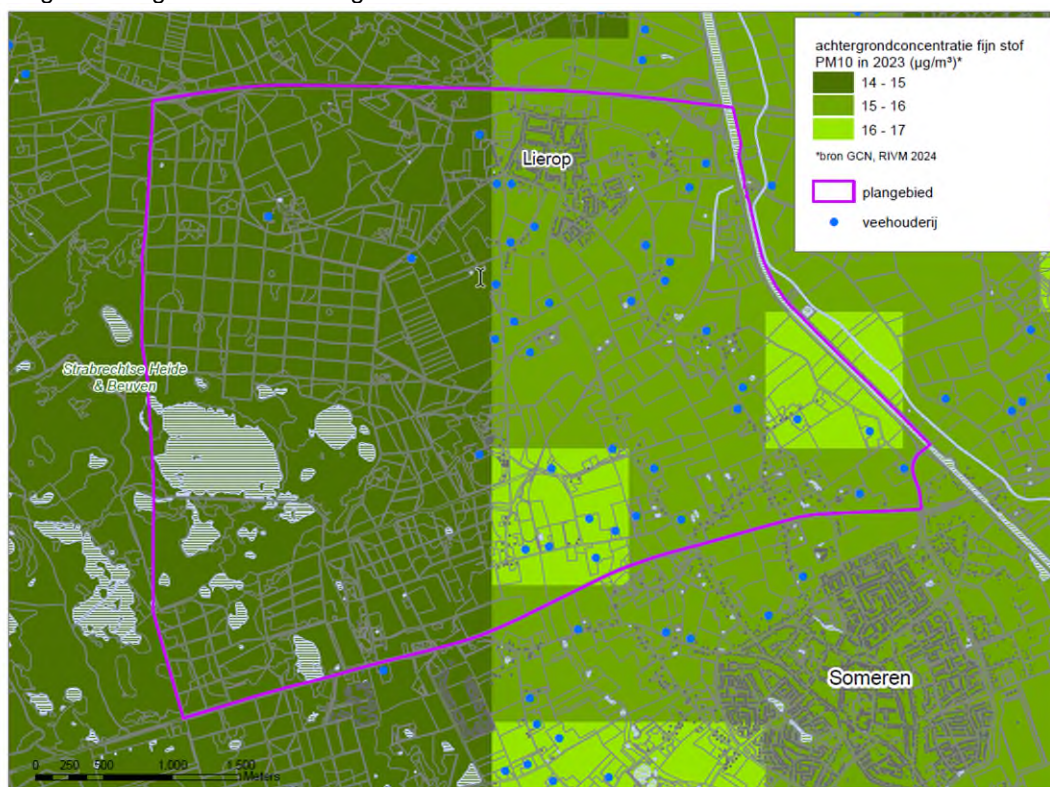 achtergrondconcentratie fijn stof
PM10 in 2023 (µg/m³)*
14 - 15
15 - 16
16 - 17
*bron GCN, RIVM 2024
plangebied
veehouderij
Lierop
Strabrechtse Heide
& Beuven
Someren
0 250 500 1.000 1.500
Meters